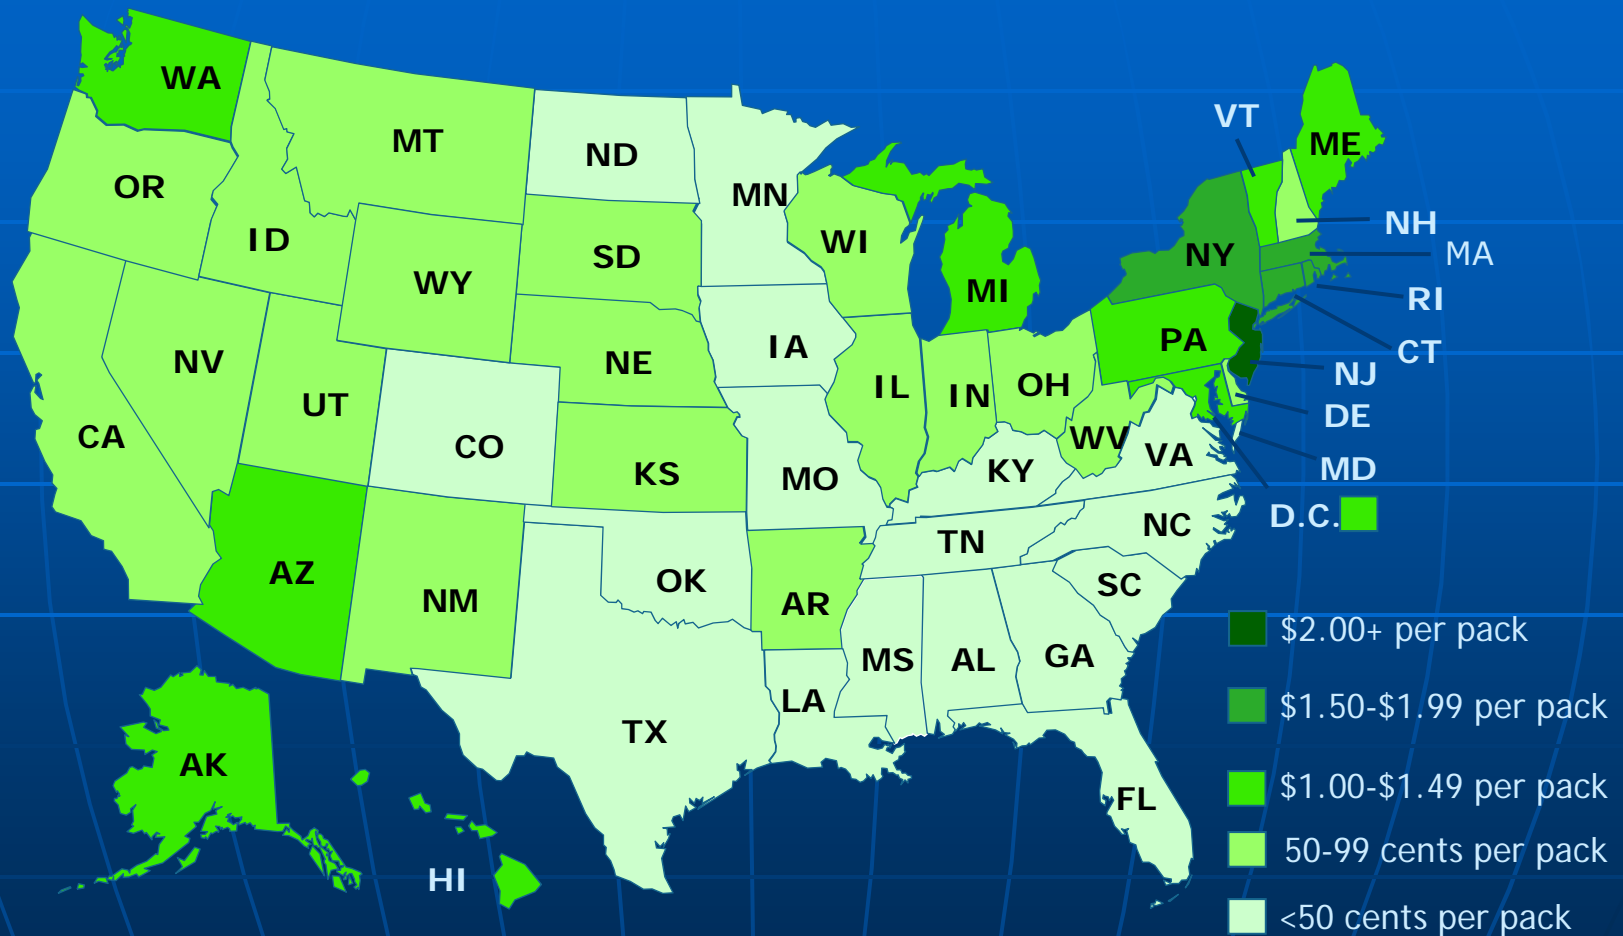 WA
MT
ND
MN
OR
ID
WY
SD
WI
MI
VT
ME
NH
MA
NY
RI
CT
PA
NJ
DE
MD
D.C.
NV
UT
CA
CO
NE
IA
IL
IN
OH
WV
VA
KS
MO
KY
NC
TN
SC
AZ
NM
OK
AR
MS
AL
GA
LA
TX
FL
AK
HI
$2.00+ per pack
$1.50-$1.99 per pack
$1.00-$1.49 per pack
50-99 cents per pack
<50 cents per pack